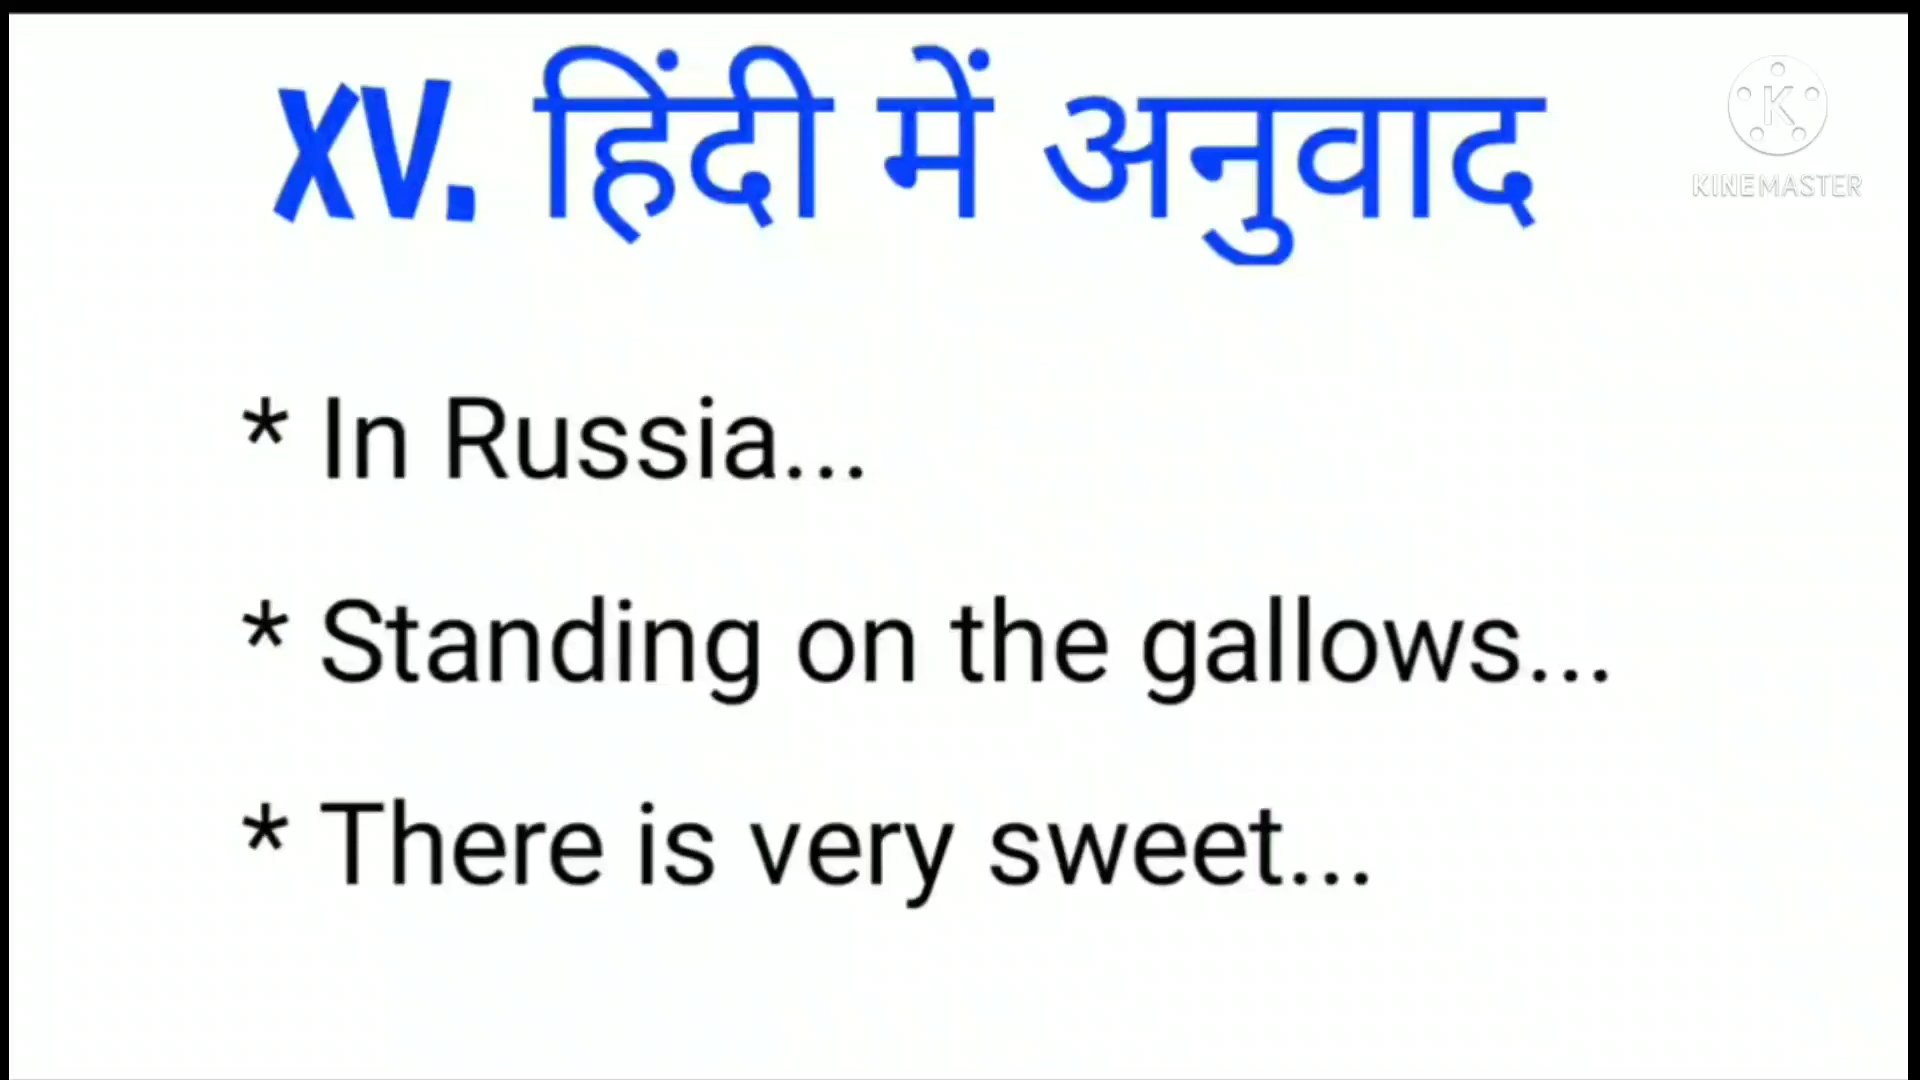 XV. हिंदी में अनुवाद
KINEMASTER
* In Russia...
* Standing on the gallows...
* There is very sweet...